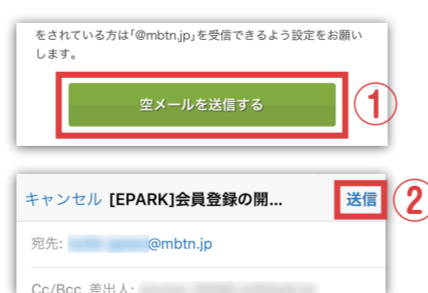 をされている方は「@mbtn.jp」を受信できるよう設定をお願い
します。
空メールを送信する
①
キャンセル [EPARK]会員登録の開... 送信
②
宛先: @mbtn.jp
Cc/Bcc, 差出人: